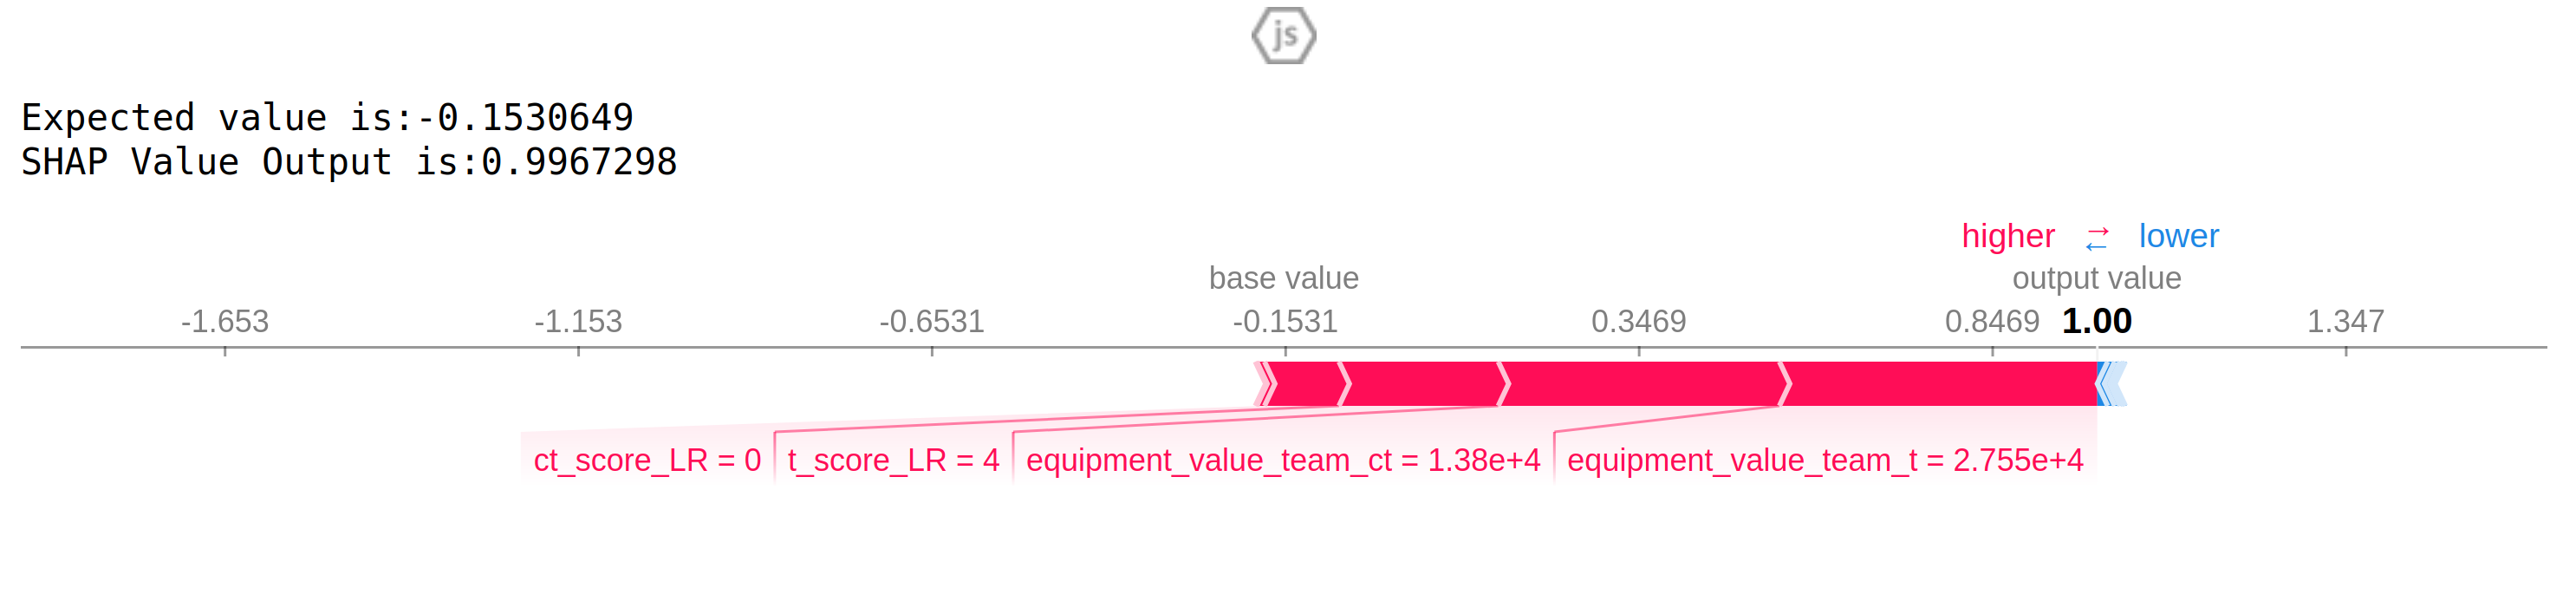 js
Expected value is:-0.1530649
SHAP Value Output is:0.9967298
higher → ← lower
base value output value
-1.653 -1.153 -0.6531 -0.1531 0.3469 0.8469 1.00 1.347
ct_score_LR = 0 t_score_LR = 4 equipment_value_team_ct = 1.38e+4 equipment_value_team_t = 2.755e+4